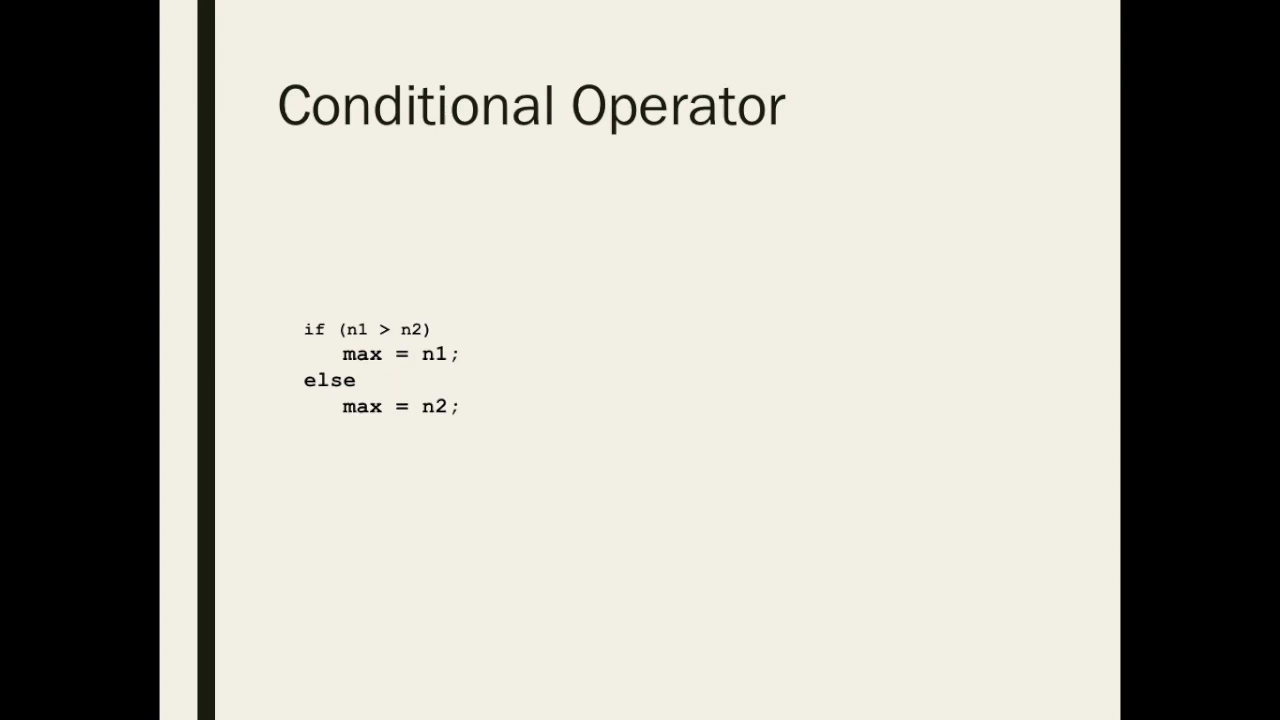 Conditional Operator
if (n1 > n2)
   max = n1;
else
   max = n2;